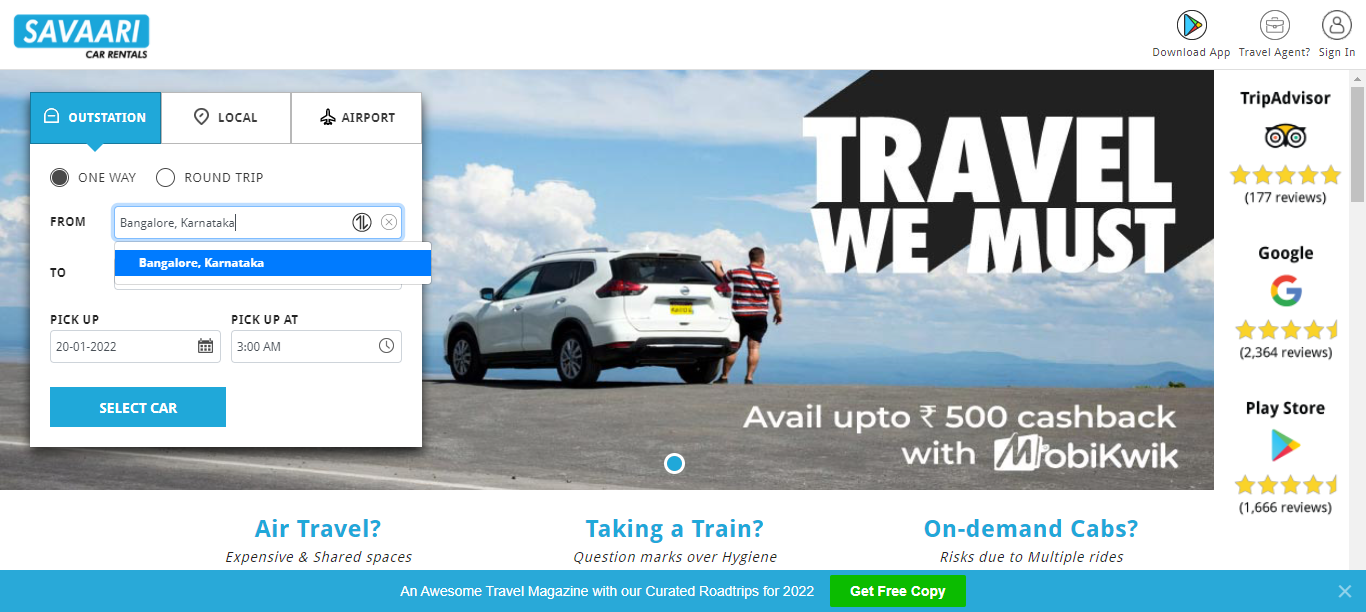 SAVAARI
CAR RENTALS
Download App
Travel Agent?
Sign In
OUTSTATION
LOCAL
AIRPORT
ONE WAY
ROUND TRIP
FROM
Bangalore, Karnataka
Bangalore, Karnataka
TO
PICK UP
PICK UP AT
20-01-2022
3:00 AM
SELECT CAR
TRAVEL
WE MUST
Avail upto ₹ 500 cashback
with MobiKwik
TripAdvisor
(177 reviews)
Google
(2,364 reviews)
Play Store
(1,666 reviews)
Air Travel?
Expensive & Shared spaces
Taking a Train?
Question marks over Hygiene
On-demand Cabs?
Risks due to Multiple rides
An Awesome Travel Magazine with our Curated Roadtrips for 2022
Get Free Copy